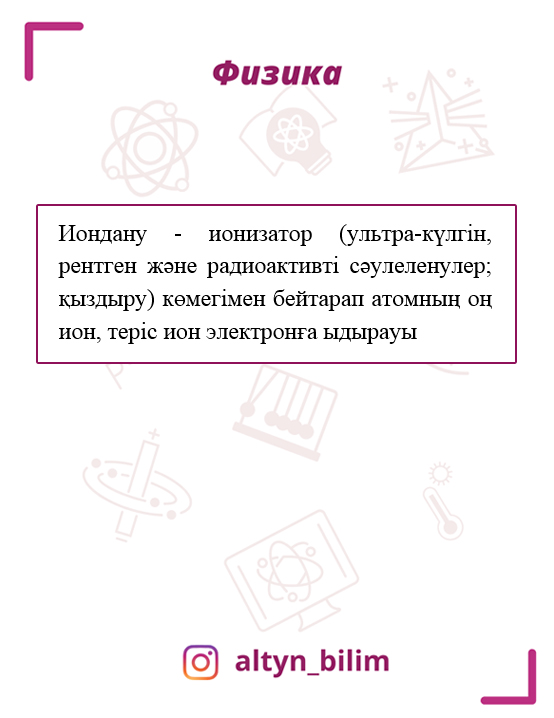 Физика
Иондану - ионизатор (ультра-күлгін,
рентген және радиоактивті сәулеленулер;
қыздыру) көмегімен бейтарап атомның оң
ион, теріс ион электронға ыдырауы
altyn_bilim